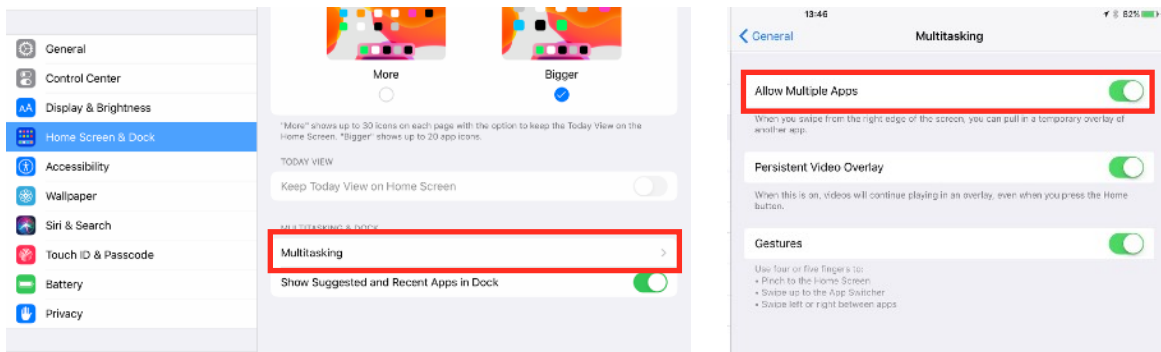 General
Control Center
Display & Brightness
AA
Home Screen & Dock
Accessibility
Wallpaper
Siri & Search
Touch ID & Passcode
Battery
Privacy
More
Bigger
"More" shows up to 30 icons on each page with the option to keep the Today View on the
Home Screen. "Bigger" shows up to 20 app icons.
TODAY VIEW
Keep Today View on Home Screen
MULTITASKING & DOCK
Multitasking
Show Suggested and Recent Apps in Dock
13:46
82%
General
Multitasking
Allow Multiple Apps
When you swipe from the right edge of the screen, you can pull in a temporary overlay of
another app.
Persistent Video Overlay
When this is on, videos will continue playing in an overlay, even when you press the Home
button.
Gestures
Use four or five fingers to:
• Pinch to the Home Screen
• Swipe up to the App Switcher
• Swipe left or right between apps